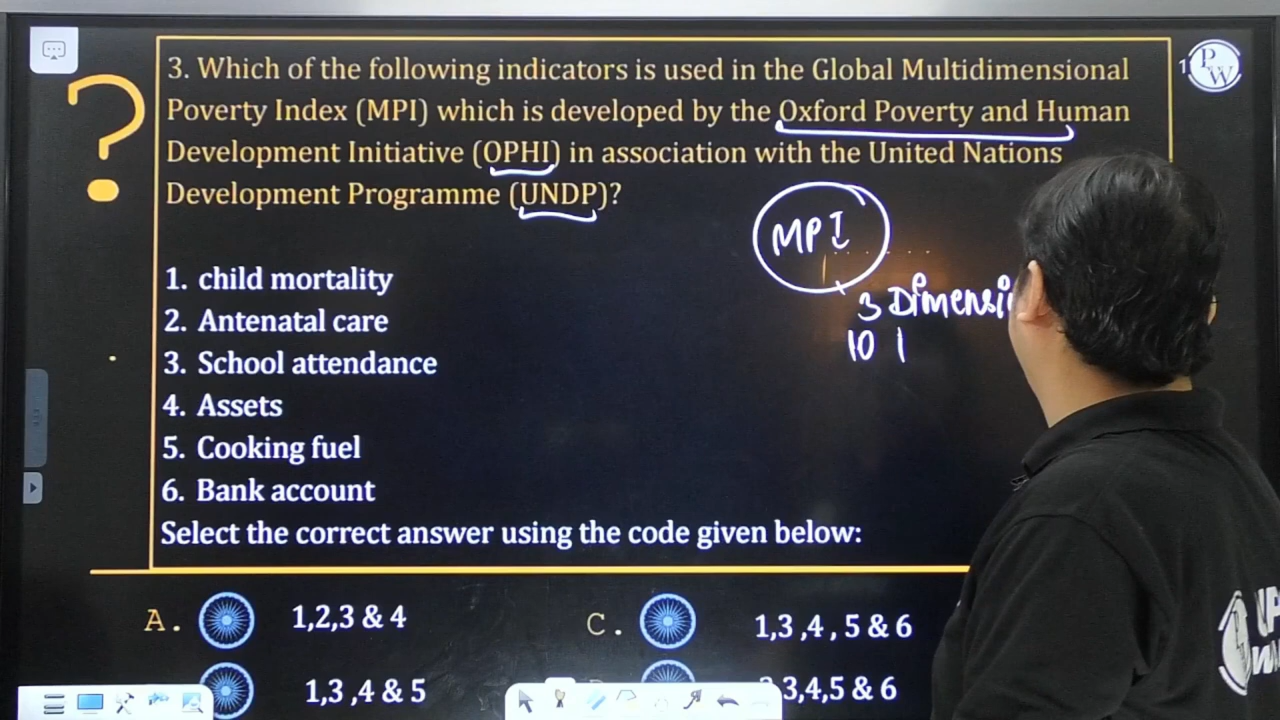 3. Which of the following indicators is used in the Global Multidimensional
Poverty Index (MPI) which is developed by the Oxford Poverty and Human
Development Initiative (OPHI) in association with the United Nations
Development Programme (UNDP)?
PW
?
MPI
3 Dimensi
10 I
1. child mortality
2. Antenatal care
3. School attendance
4. Assets
5. Cooking fuel
6. Bank account
Select the correct answer using the code given below:
A. 1,2,3 & 4
C. 1,3 ,4 , 5 & 6
1,3 ,4 & 5
3,4,5 & 6